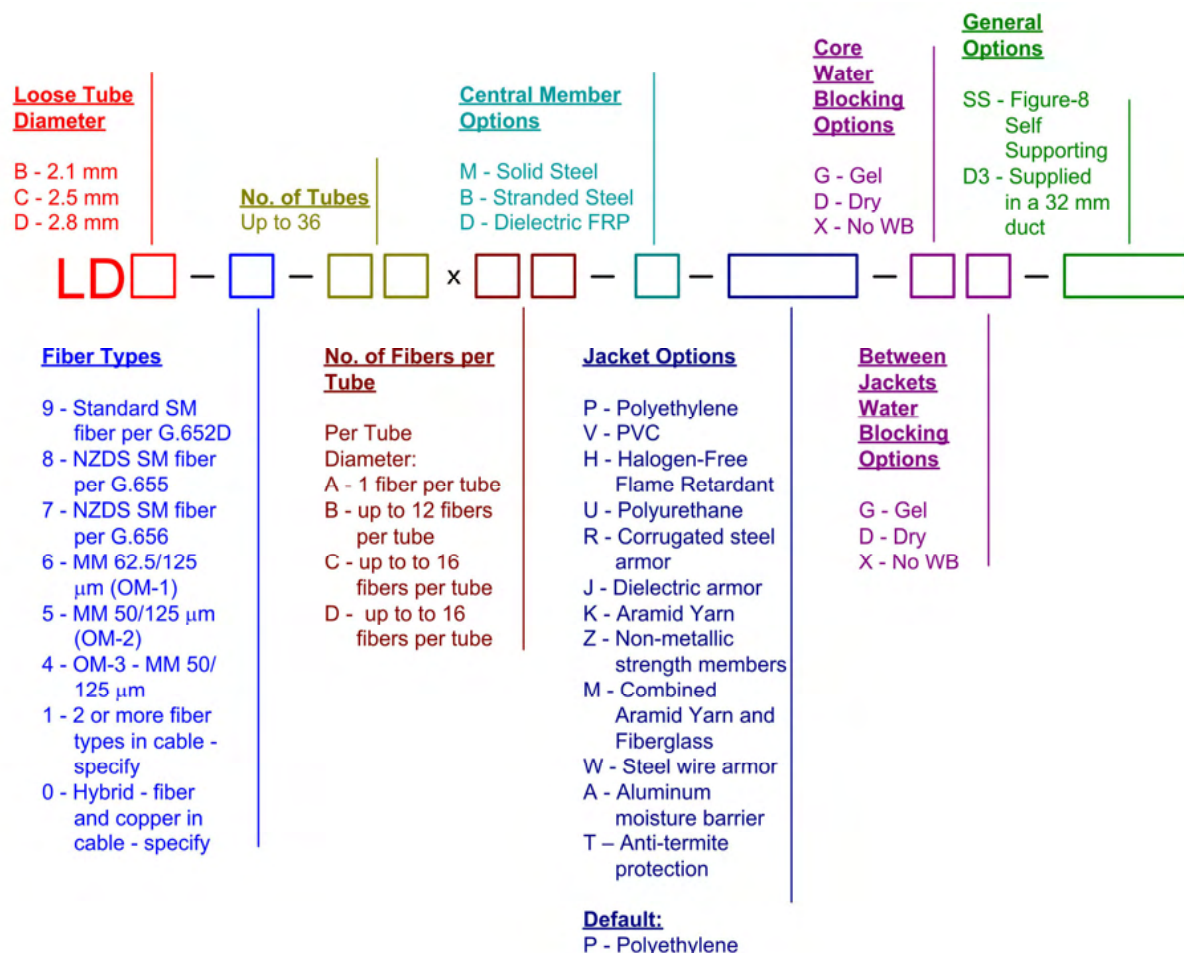 General
Options
SS - Figure-8
Self
Supporting
D3 - Supplied
in a 32 mm
duct
Core
Water
Blocking
Options
G - Gel
D - Dry
X - No WB
Loose Tube
Diameter
B - 2.1 mm
C - 2.5 mm
D - 2.8 mm
Central Member
Options
M - Solid Steel
B - Stranded Steel
D - Dielectric FRP
No. of Tubes
Up to 36
LD – – x – – – –
Fiber Types
9 - Standard SM
fiber per G.652D
8 - NZDS SM fiber
per G.655
7 - NZDS SM fiber
per G.656
6 - MM 62.5/125
μm (OM-1)
5 - MM 50/125 μm
(OM-2)
4 - OM-3 - MM 50/
125 μm
1 - 2 or more fiber
types in cable -
specify
0 - Hybrid - fiber
and copper in
cable - specify
No. of Fibers per
Tube
Per Tube
Diameter:
A - 1 fiber per tube
B - up to 12 fibers
per tube
C - up to to 16
fibers per tube
D - up to to 16
fibers per tube
Jacket Options
P - Polyethylene
V - PVC
H - Halogen-Free
Flame Retardant
U - Polyurethane
R - Corrugated steel
armor
J - Dielectric armor
K - Aramid Yarn
Z - Non-metallic
strength members
M - Combined
Aramid Yarn and
Fiberglass
W - Steel wire armor
A - Aluminum
moisture barrier
T – Anti-termite
protection
Default:
P - Polyethylene
Between
Jackets
Water
Blocking
Options
G - Gel
D - Dry
X - No WB